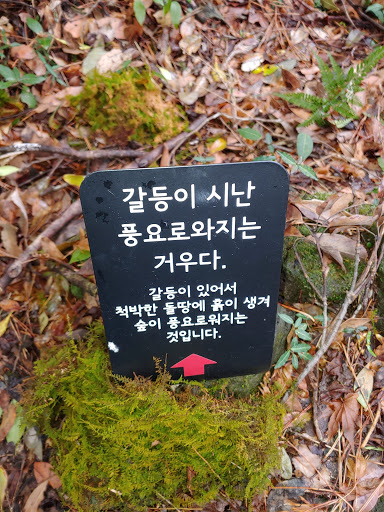 갈등이 시난
풍요로와지는
거우다.
갈등이 있어서
척박한 돌땅에 흙이 생겨
숲이 풍요로워지는
것입니다.